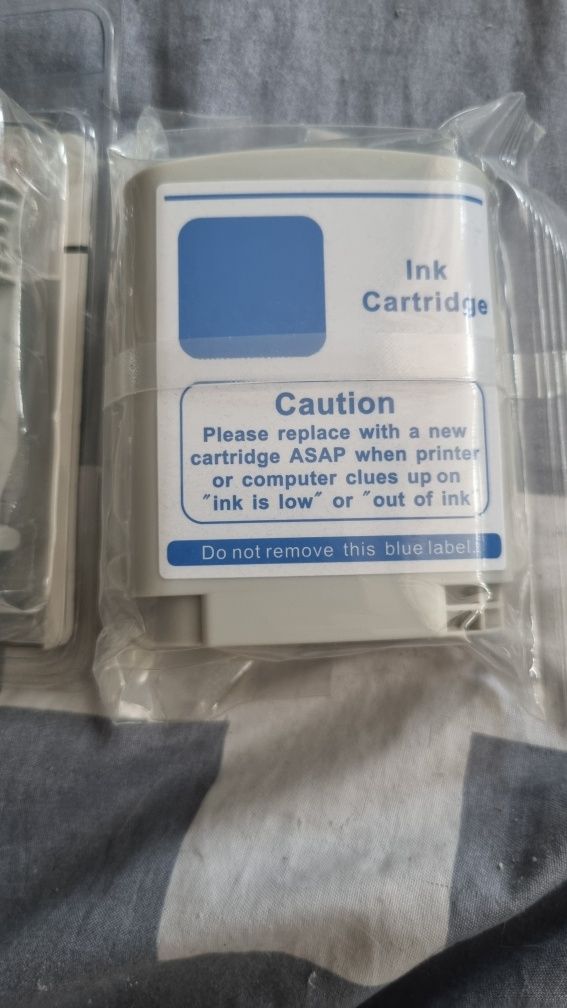 Ink
Cartridge
Caution
Please replace with a new
cartridge ASAP when printer
or computer clues up on
"ink is low" or "out of ink"
Do not remove this blue label.